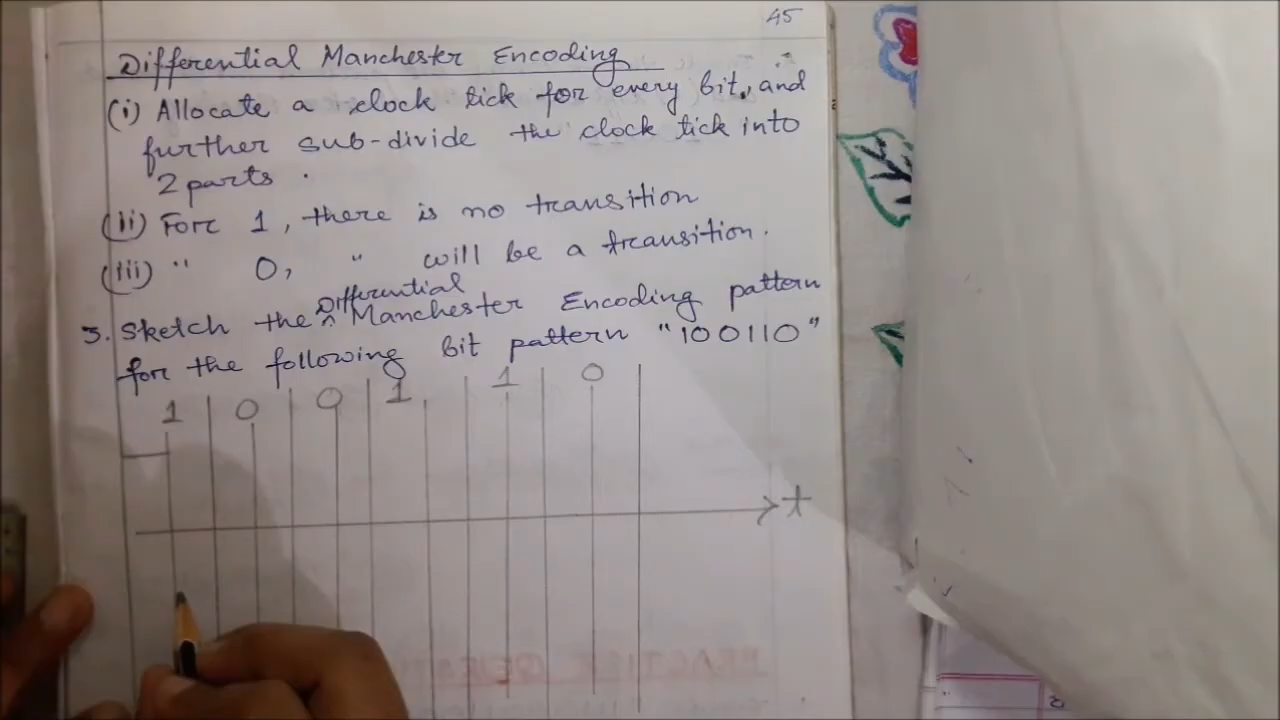 45
Differential Manchester Encoding
(i) Allocate a clock tick for every bit, and
further sub-divide the clock tick into
2 parts.
(ii) For 1, there is no transition
(iii) " 0, " will be a transition.
3. Sketch the Differential Manchester Encoding pattern
for the following bit pattern "100110"
1 0 0 1 1 0
t